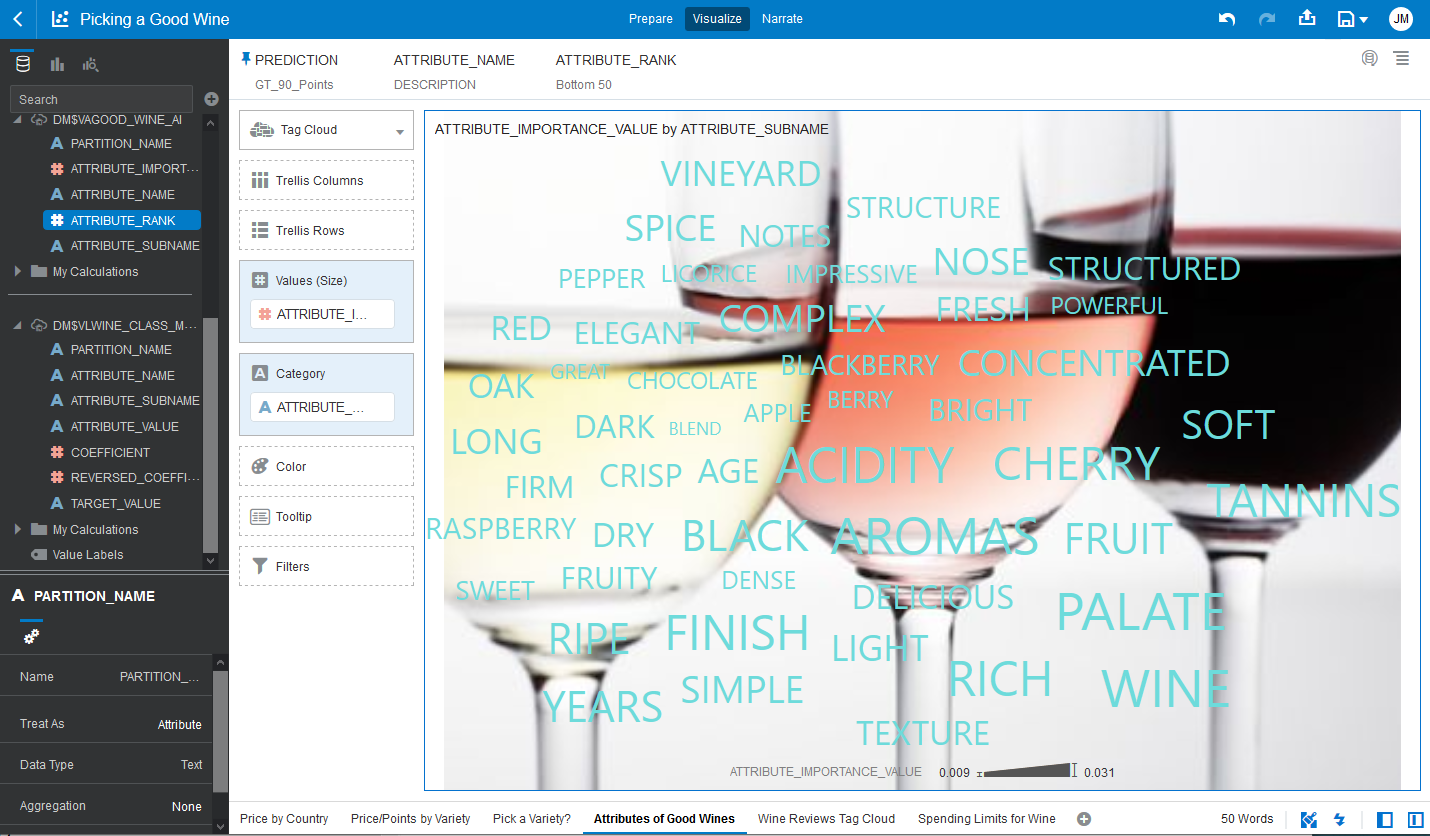 Picking a Good Wine
Prepare
Visualize
Narrate
JM
Search
DM$VAGOOD_WINE_AI
PARTITION_NAME
ATTRIBUTE_IMPORT...
ATTRIBUTE_NAME
ATTRIBUTE_RANK
ATTRIBUTE_SUBNAME
My Calculations
DM$VLWINE_CLASS_M...
PARTITION_NAME
ATTRIBUTE_NAME
ATTRIBUTE_SUBNAME
ATTRIBUTE_VALUE
COEFFICIENT
REVERSED_COEFFI...
TARGET_VALUE
My Calculations
Value Labels
A PARTITION_NAME
Name PARTITION_...
Treat As Attribute
Data Type Text
Aggregation None
PREDICTION ATTRIBUTE_NAME ATTRIBUTE_RANK
GT_90_Points DESCRIPTION Bottom 50
Tag Cloud
Trellis Columns
Trellis Rows
Values (Size)
ATTRIBUTE_I...
Category
ATTRIBUTE_...
Color
Tooltip
Filters
ATTRIBUTE_IMPORTANCE_VALUE by ATTRIBUTE_SUBNAME
VINEYARD
STRUCTURE
SPICE NOTES
NOSE STRUCTURED
PEPPER LICORICE IMPRESSIVE
FRESH POWERFUL
RED ELEGANT COMPLEX
BLACKBERRY CONCENTRATED
OAK GREAT CHOCOLATE
BERRY
APPLE BRIGHT
LONG DARK BLEND SOFT
ACIDITY CHERRY
FIRM CRISP AGE
TANNINS
RASPBERRY DRY BLACK AROMAS FRUIT
SWEET FRUITY DENSE
DELICIOUS PALATE
RIPE FINISH LIGHT
RICH WINE
YEARS SIMPLE
TEXTURE
ATTRIBUTE_IMPORTANCE_VALUE 0.009 0.031
Price by Country
Price/Points by Variety
Pick a Variety?
Attributes of Good Wines
Wine Reviews Tag Cloud
Spending Limits for Wine
50 Words